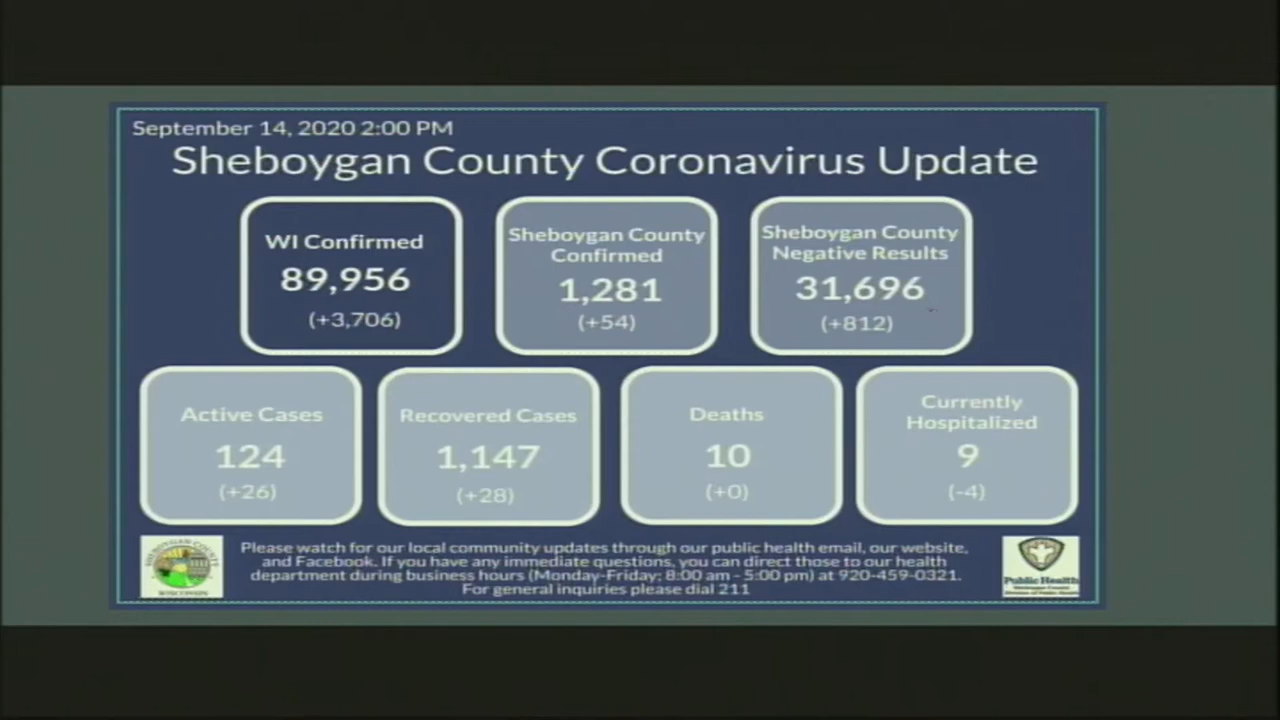 September 14, 2020 2:00 PM
Sheboygan County Coronavirus Update
WI Confirmed
89,956
(+3,706)
Sheboygan County
Confirmed
1,281
(+54)
Sheboygan County
Negative Results
31,696
(+812)
Active Cases
124
(+26)
Recovered Cases
1,147
(+28)
Deaths
10
(+0)
Currently
Hospitalized
9
(-4)
Please watch for our local community updates through our public health email, our website,
and Facebook. If you have any immediate questions, you can direct those to our health
department during business hours (Monday-Friday; 8:00 am - 5:00 pm) at 920-459-0321.
For general inquiries please dial 211
SHEBOYGAN COUNTY
WISCONSIN
Public Health